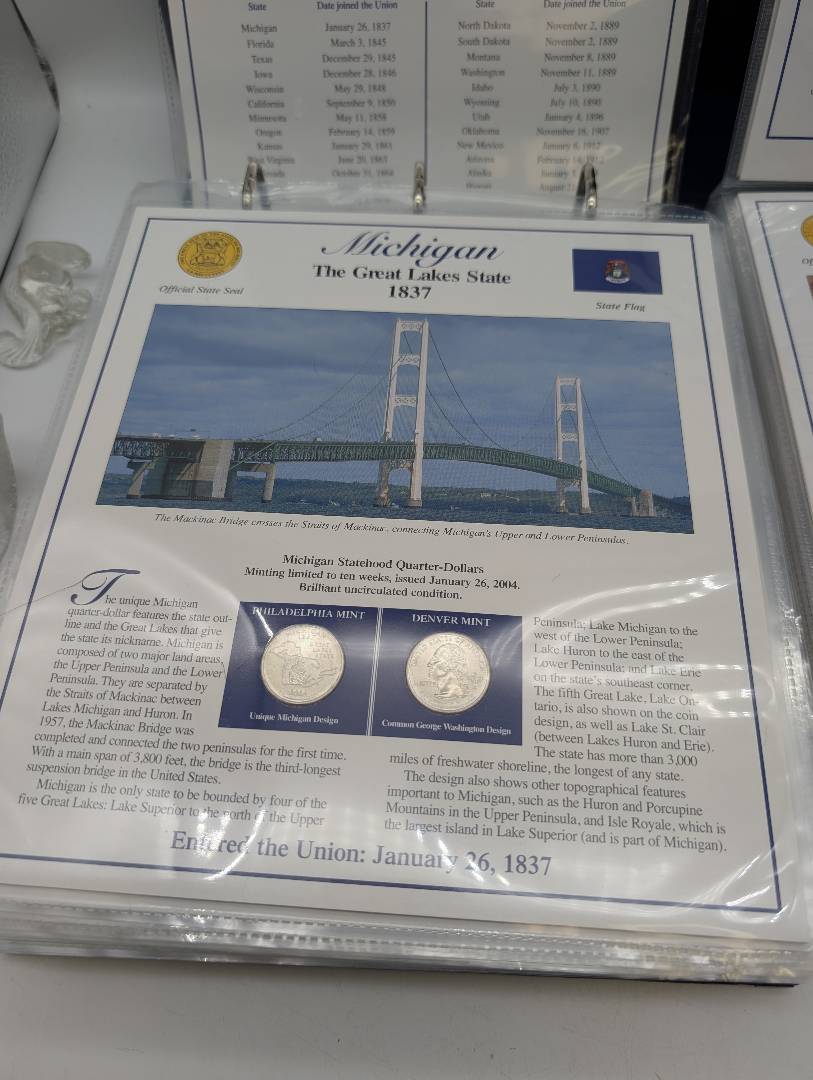 State Date joined the Union State Date joined the Union
Michigan January 26, 1837 North Dakota November 2, 1889
Florida March 3, 1845 South Dakota November 2, 1889
Texas December 29, 1845 Montana November 8, 1889
Iowa December 28, 1846 Washington November 11, 1889
Wisconsin May 29, 1848 Idaho July 3, 1890
California September 9, 1850 Wyoming July 10, 1890
Minnesota May 11, 1858 Utah January 4, 1896
Oregon February 14, 1859 Oklahoma November 16, 1907
Kansas January 29, 1861 New Mexico January 6, 1912
West Virginia June 20, 1863 Arizona February 14,
October 31, 1864 Alaska January
August
Michigan
The Great Lakes State
1837
Official State Seal
State Flag
The Mackinac Bridge crosses the Straits of Mackinac, connecting Michigan's Upper and Lower Peninsulas.
Michigan Statehood Quarter-Dollars
Minting limited to ten weeks, issued January 26, 2004.
Brilliant uncirculated condition.
The unique Michigan
quarter-dollar features the state out-
line and the Great Lakes that give
the state its nickname. Michigan is
composed of two major land areas,
the Upper Peninsula and the Lower
Peninsula. They are separated by
the Straits of Mackinac between
Lakes Michigan and Huron. In
1957, the Mackinac Bridge was
completed and connected the two peninsulas for the first time.
With a main span of 3,800 feet, the bridge is the third-longest
suspension bridge in the United States.
Michigan is the only state to be bounded by four of the
five Great Lakes: Lake Superior to the north of the Upper
PHILADELPHIA MINT
Unique Michigan Design
DENVER MINT
Common George Washington Design
Peninsula; Lake Michigan to the
west of the Lower Peninsula;
Lake Huron to the east of the
Lower Peninsula; and Lake Erie
on the state's southeast corner.
The fifth Great Lake, Lake On-
tario, is also shown on the coin
design, as well as Lake St. Clair
(between Lakes Huron and Erie).
The state has more than 3,000
miles of freshwater shoreline, the longest of any state.
The design also shows other topographical features
important to Michigan, such as the Huron and Porcupine
Mountains in the Upper Peninsula, and Isle Royale, which is
the largest island in Lake Superior (and is part of Michigan).
Entered the Union: January 26, 1837